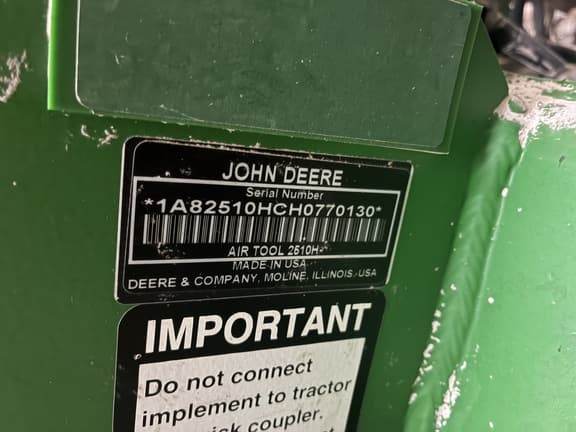 JOHN DEERE
Serial Number
*1A82510HCH0770130*
AIR TOOL 2510H-
MADE IN USA
DEERE & COMPANY, MOLINE, ILLINOIS, USA
IMPORTANT
Do not connect
implement to tractor
coupler.